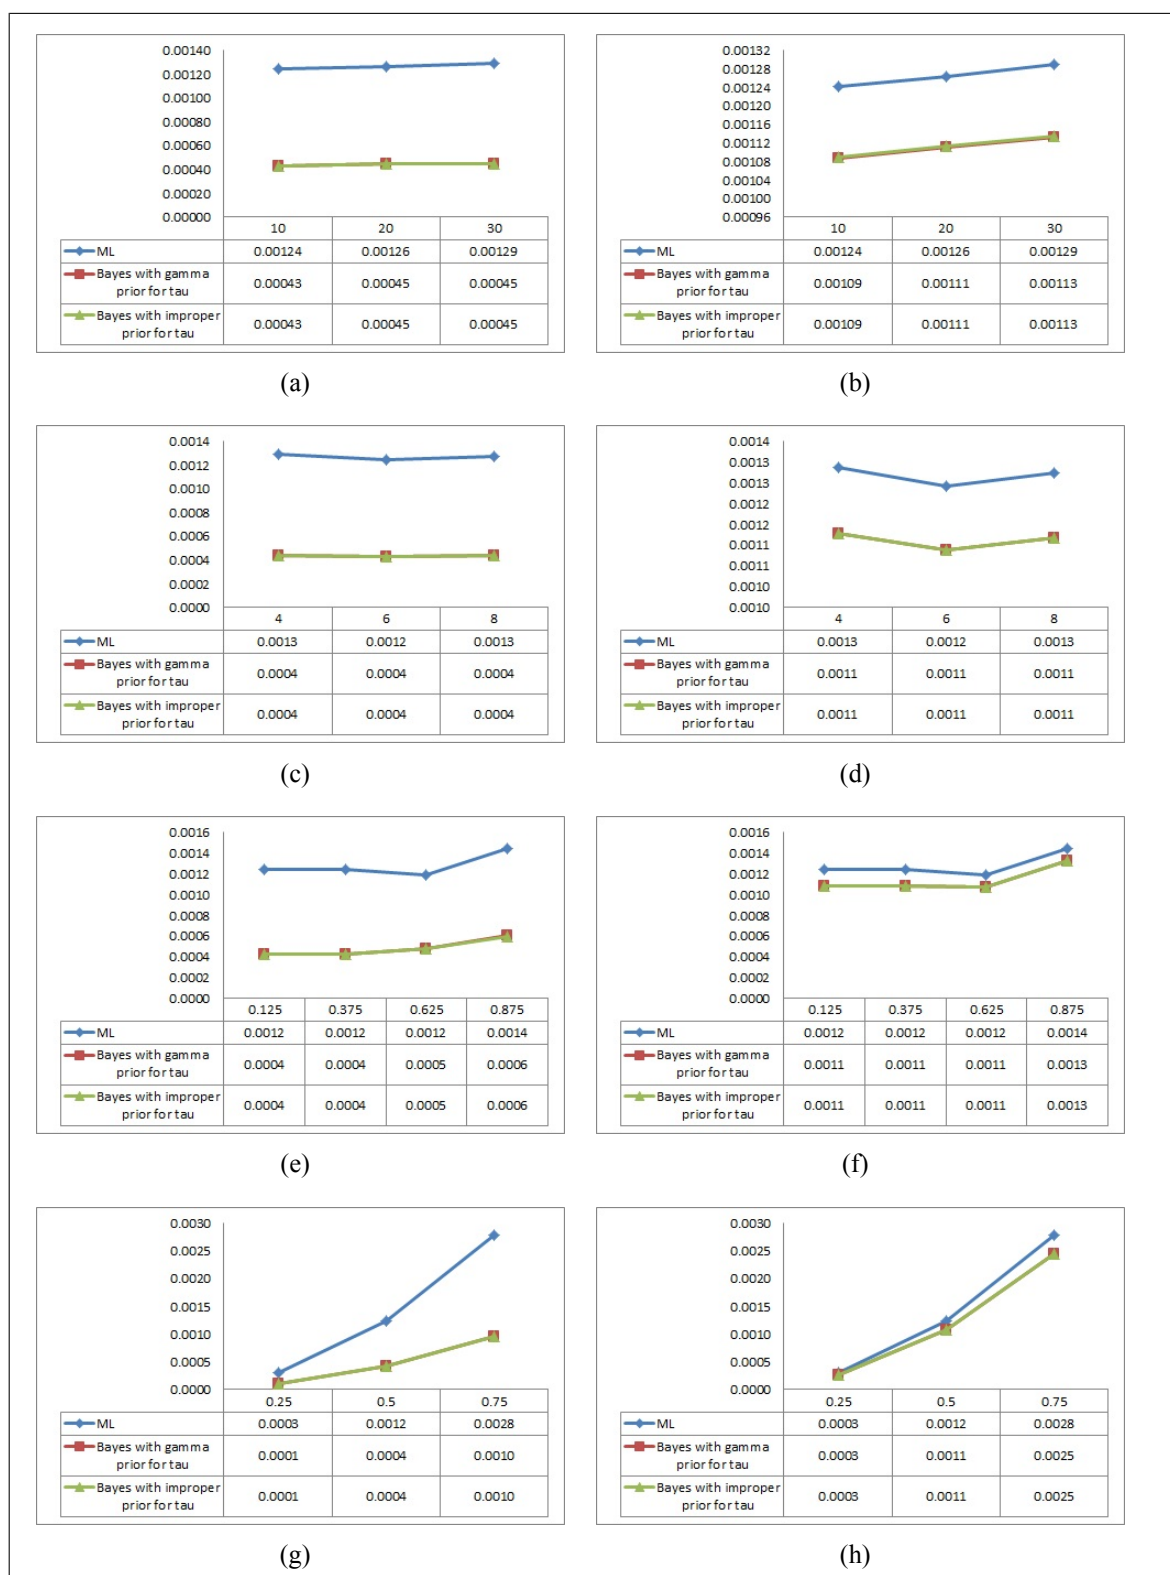 0.00140
0.00120
0.00100
0.00080
0.00060
0.00040
0.00020
0.00000
10 20 30
ML 0.00124 0.00126 0.00129
Bayes with gamma
prior for tau 0.00043 0.00045 0.00045
Bayes with improper
prior for tau 0.00043 0.00045 0.00045
(a)
0.00132
0.00128
0.00124
0.00120
0.00116
0.00112
0.00108
0.00104
0.00100
0.00096
10 20 30
ML 0.00124 0.00126 0.00129
Bayes with gamma
prior for tau 0.00109 0.00111 0.00113
Bayes with improper
prior for tau 0.00109 0.00111 0.00113
(b)
0.0014
0.0012
0.0010
0.0008
0.0006
0.0004
0.0002
0.0000
4 6 8
ML 0.0013 0.0012 0.0013
Bayes with gamma
prior for tau 0.0004 0.0004 0.0004
Bayes with improper
prior for tau 0.0004 0.0004 0.0004
(c)
0.0014
0.0013
0.0013
0.0012
0.0012
0.0011
0.0011
0.0010
0.0010
4 6 8
ML 0.0013 0.0012 0.0013
Bayes with gamma
prior for tau 0.0011 0.0011 0.0011
Bayes with improper
prior for tau 0.0011 0.0011 0.0011
(d)
0.0016
0.0014
0.0012
0.0010
0.0008
0.0006
0.0004
0.0002
0.0000
0.125 0.375 0.625 0.875
ML 0.0012 0.0012 0.0012 0.0014
Bayes with gamma
prior for tau 0.0004 0.0004 0.0005 0.0006
Bayes with improper
prior for tau 0.0004 0.0004 0.0005 0.0006
(e)
0.0016
0.0014
0.0012
0.0010
0.0008
0.0006
0.0004
0.0002
0.0000
0.125 0.375 0.625 0.875
ML 0.0012 0.0012 0.0012 0.0014
Bayes with gamma
prior for tau 0.0011 0.0011 0.0011 0.0013
Bayes with improper
prior for tau 0.0011 0.0011 0.0011 0.0013
(f)
0.0030
0.0025
0.0020
0.0015
0.0010
0.0005
0.0000
0.25 0.5 0.75
ML 0.0003 0.0012 0.0028
Bayes with gamma
prior for tau 0.0001 0.0004 0.0010
Bayes with improper
prior for tau 0.0001 0.0004 0.0010
(g)
0.0030
0.0025
0.0020
0.0015
0.0010
0.0005
0.0000
0.25 0.5 0.75
ML 0.0003 0.0012 0.0028
Bayes with gamma
prior for tau 0.0003 0.0011 0.0025
Bayes with improper
prior for tau 0.0003 0.0011 0.0025
(h)